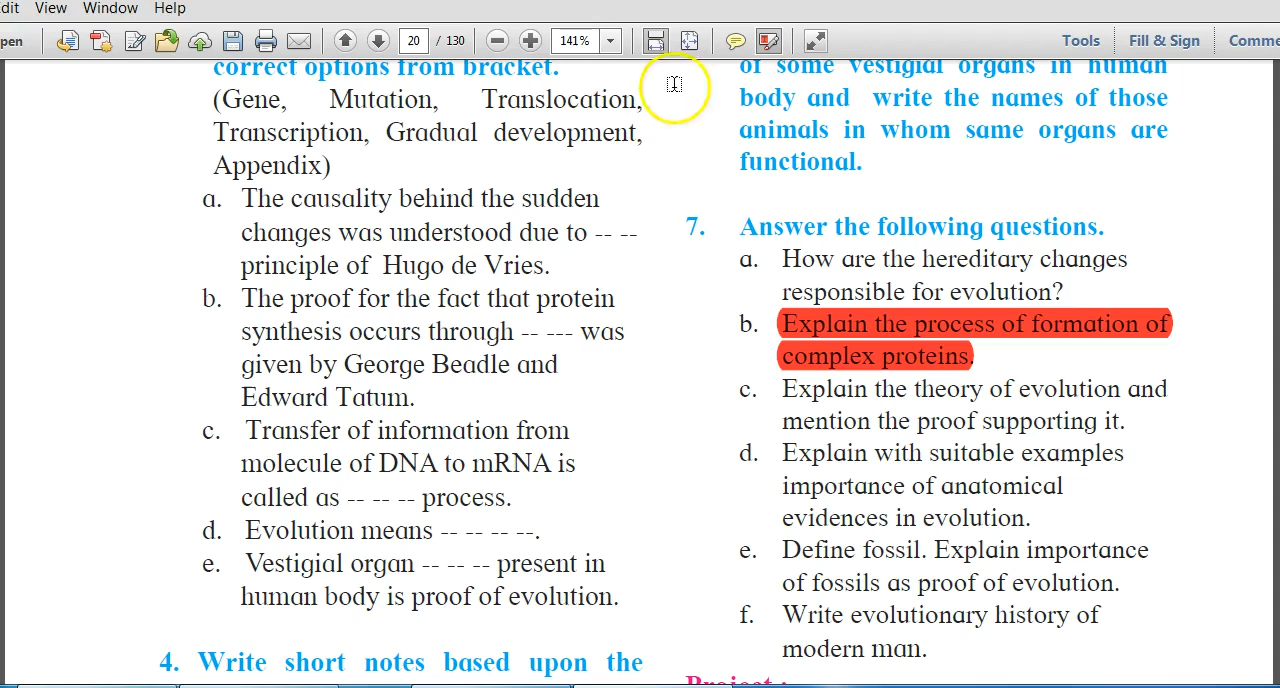 dit View Window Help
pen 20 / 130 141% Tools Fill & Sign Comme
correct options from bracket.
(Gene, Mutation, Translocation,
Transcription, Gradual development,
Appendix)
a. The causality behind the sudden
changes was understood due to -- --
principle of Hugo de Vries.
b. The proof for the fact that protein
synthesis occurs through -- --- was
given by George Beadle and
Edward Tatum.
c. Transfer of information from
molecule of DNA to mRNA is
called as -- -- -- process.
d. Evolution means -- -- -- --.
e. Vestigial organ -- -- -- present in
human body is proof of evolution.
4. Write short notes based upon the
of some vestigial organs in human
body and write the names of those
animals in whom same organs are
functional.
7. Answer the following questions.
a. How are the hereditary changes
responsible for evolution?
b. Explain the process of formation of
complex proteins.
c. Explain the theory of evolution and
mention the proof supporting it.
d. Explain with suitable examples
importance of anatomical
evidences in evolution.
e. Define fossil. Explain importance
of fossils as proof of evolution.
f. Write evolutionary history of
modern man.
Project :